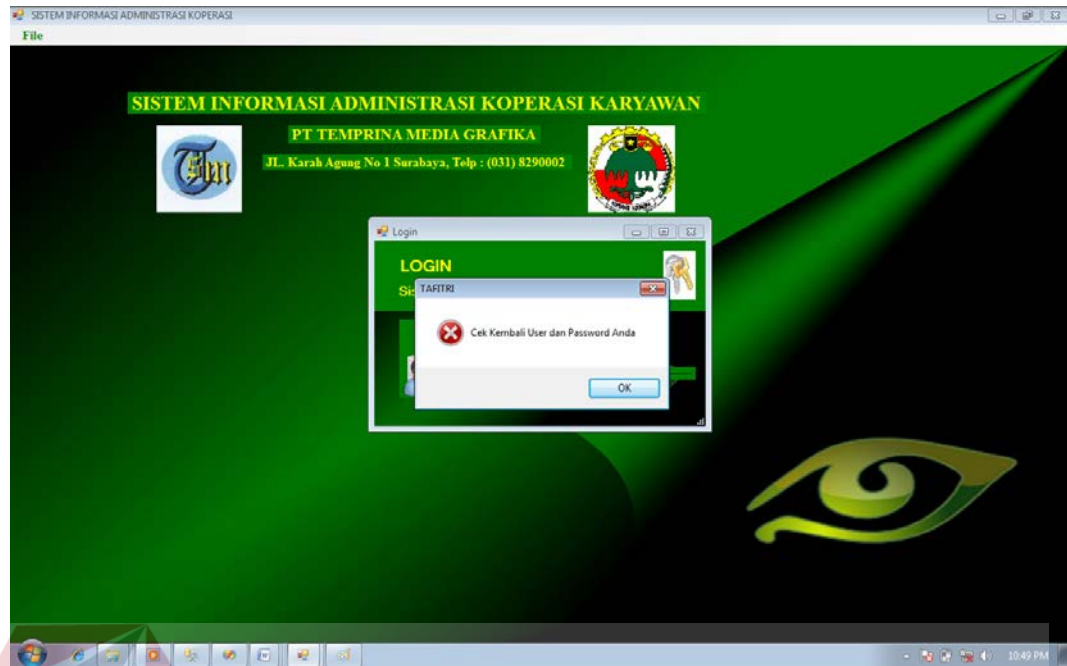 SISTEM INFORMASI ADMINISTRASI KOPERASI
File
SISTEM INFORMASI ADMINISTRASI KOPERASI KARYAWAN
PT TEMPRINA MEDIA GRAFIKA
JL. Karah Agung No 1 Surabaya, Telp : (031) 8290002
Login
LOGIN
Sis
TAFITRI
Cek Kembali User dan Password Anda
OK
10:49 PM